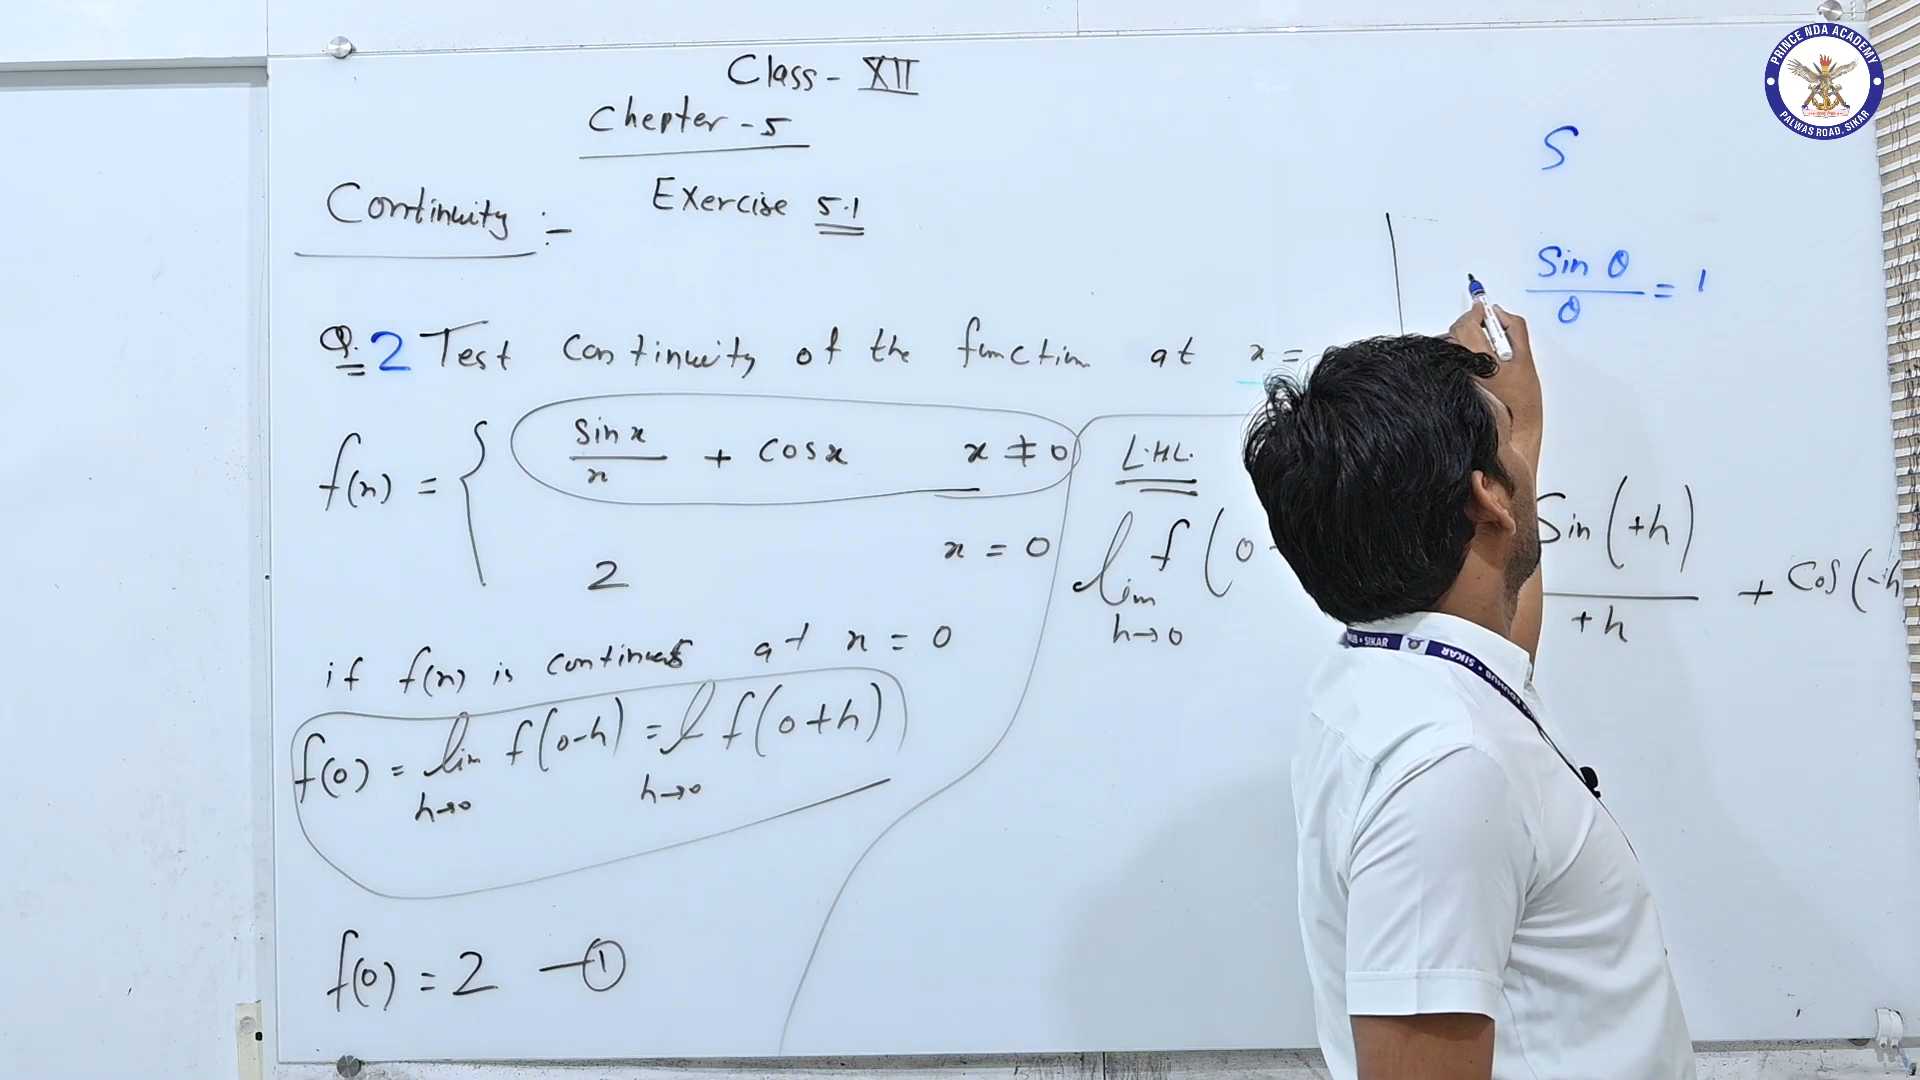 Class - XII
Chepter - 5
Continuity :-
Exercise 5.1
Q. 2 Test continuity of the function at x =
f(x) = { sin x / x + cos x x ≠ 0
2 x = 0
if f(x) is continues at x = 0
f(0) = lim h→0 f(0-h) = l h→0 f(0+h)
f(0) = 2 — ①
L.H.L.
lim h→0 f(0
Sin(+h) / +h + Cos(-h
S
Sin θ / θ = 1
PRINCE NDA ACADEMY
PALWAS ROAD, SIKAR
SIKAR
SIKAR